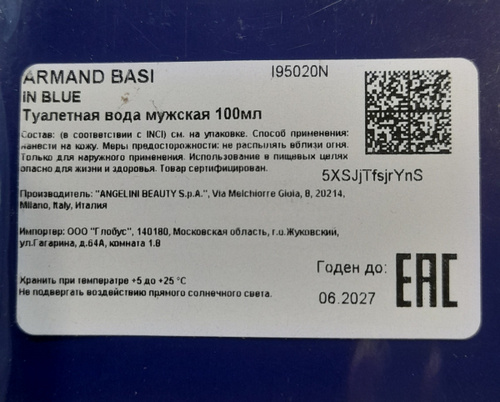 ARMAND BASI
I95020N
IN BLUE
Туалетная вода мужская 100мл
Состав: (в соответствии с INCI) см. на упаковке. Способ применения:
нанести на кожу. Меры предосторожности: не распылять вблизи огня.
Только для наружного применения. Использование в пищевых целях
опасно для жизни и здоровья. Товар сертифицирован.
5XSJjTfsjrYnS
Производитель: "ANGELINI BEAUTY S.p.A.", Via Melchiorre Gioia, 8, 20214,
Milano, Italy, Италия
Импортер: ООО "Глобус", 140180, Московская область, г.о.Жуковский,
ул.Гагарина, д.64А, комната 1.8
Хранить при температре +5 до +25 °С
Не подвергать воздействию прямого солнечного света.
Годен до:
06.2027
EAC